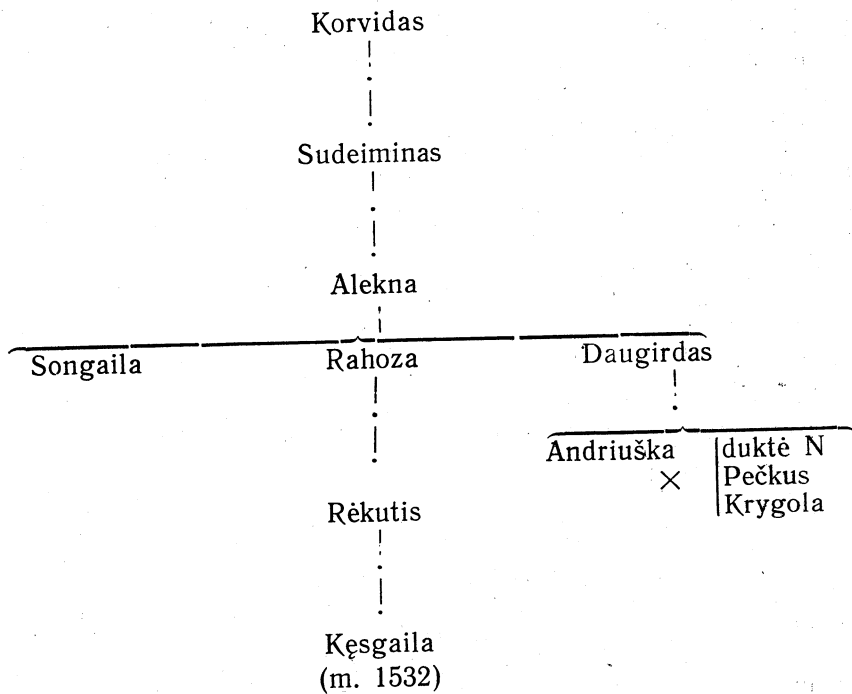 Korvidas
Sudeiminas
Alekna
Songaila Rahoza Daugirdas
Andriuška duktė N
× Pečkus
Krygola
Rėkutis
Kęsgaila
(m. 1532)